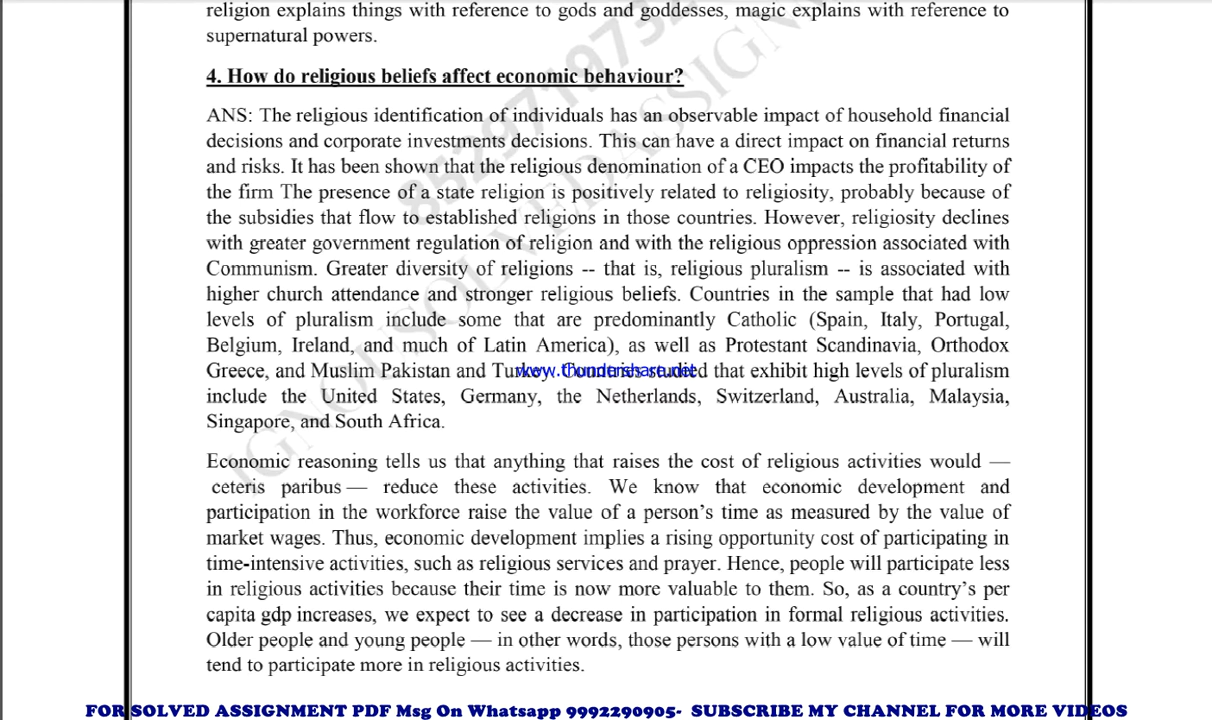 religion explains things with reference to gods and goddesses, magic explains with reference to
supernatural powers.
4. How do religious beliefs affect economic behaviour?
ANS: The religious identification of individuals has an observable impact of household financial
decisions and corporate investments decisions. This can have a direct impact on financial returns
and risks. It has been shown that the religious denomination of a CEO impacts the profitability of
the firm The presence of a state religion is positively related to religiosity, probably because of
the subsidies that flow to established religions in those countries. However, religiosity declines
with greater government regulation of religion and with the religious oppression associated with
Communism. Greater diversity of religions -- that is, religious pluralism -- is associated with
higher church attendance and stronger religious beliefs. Countries in the sample that had low
levels of pluralism include some that are predominantly Catholic (Spain, Italy, Portugal,
Belgium, Ireland, and much of Latin America), as well as Protestant Scandinavia, Orthodox
Greece, and Muslim Pakistan and Turkey. studied that exhibit high levels of pluralism
www.thundershare.net
include the United States, Germany, the Netherlands, Switzerland, Australia, Malaysia,
Singapore, and South Africa.
Economic reasoning tells us that anything that raises the cost of religious activities would —
ceteris paribus — reduce these activities. We know that economic development and
participation in the workforce raise the value of a person's time as measured by the value of
market wages. Thus, economic development implies a rising opportunity cost of participating in
time-intensive activities, such as religious services and prayer. Hence, people will participate less
in religious activities because their time is now more valuable to them. So, as a country's per
capita gdp increases, we expect to see a decrease in participation in formal religious activities.
Older people and young people — in other words, those persons with a low value of time — will
tend to participate more in religious activities.
FOR SOLVED ASSIGNMENT PDF Msg On Whatsapp 9992290905- SUBSCRIBE MY CHANNEL FOR MORE VIDEOS